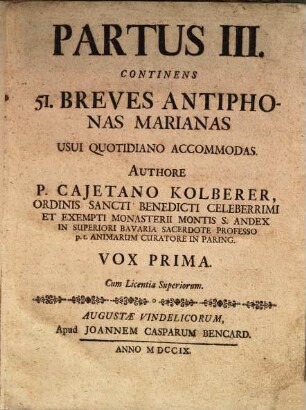 PARTUS III.
CONTINENS
51. BREVES ANTIPHO-
NAS MARIANAS
USUI QUOTIDIANO ACCOMMODAS.
AUTHORE
P. CAJETANO KOLBERER,
ORDINIS SANCTI BENEDICTI CELEBERRIMI
ET EXEMPTI MONASTERII MONTIS S. ANDEX
IN SUPERIORI BAVARIA SACERDOTE PROFESSO
p.t. ANIMARUM CURATORE IN PARING.
VOX PRIMA.
Cum Licentia Superiorum.
AUGUSTÆ VINDELICORUM,
Apud JOANNEM CASPARUM BENCARD.
ANNO MDCCIX.